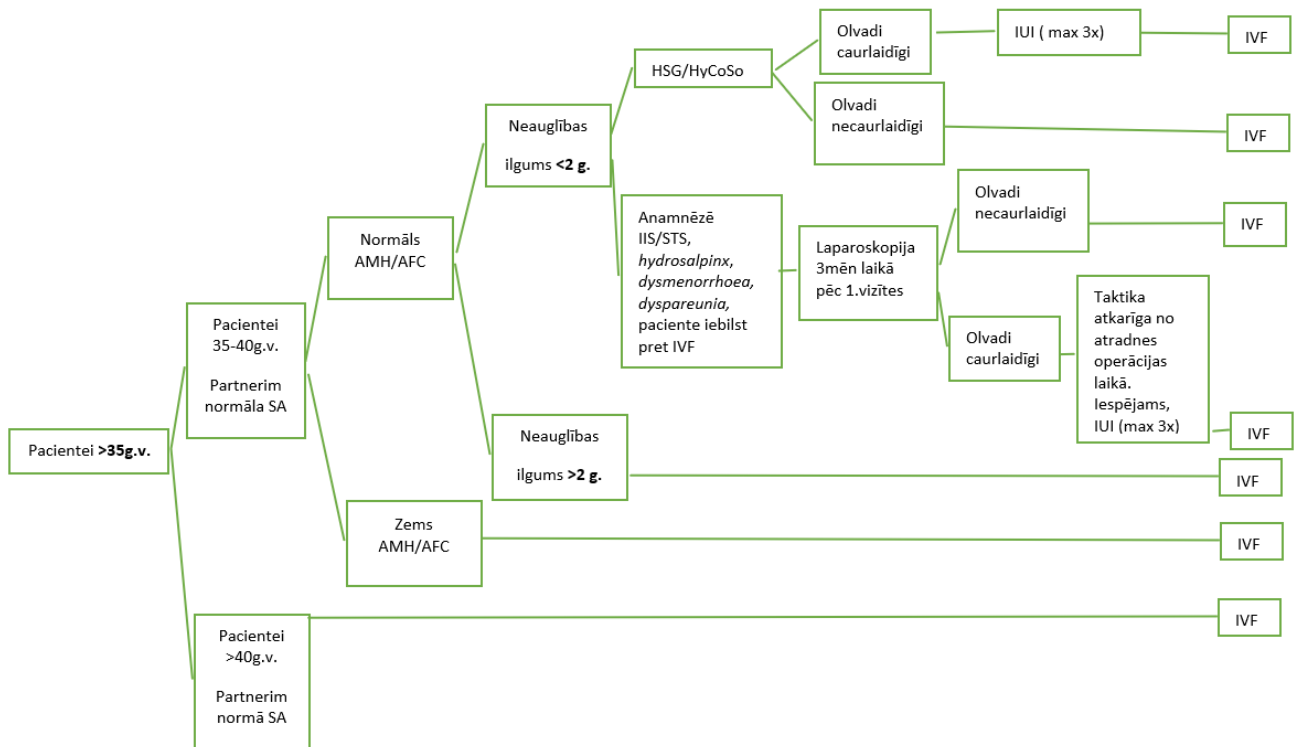 Olvadi
caurlaidīgi
IUI ( max 3x)
IVF
HSG/HyCoSo
Olvadi
necaurlaidīgi
IVF
Neauglības
ilgums <2 g.
Anamnēzē
IIS/STS,
hydrosalpinx,
dysmenorrhoea,
dyspareunia,
paciente iebilst
pret IVF
Laparoskopija
3mēn laikā
pēc 1.vizītes
Olvadi
necaurlaidīgi
IVF
Olvadi
caurlaidīgi
Taktika
atkarīga no
atradnes
operācijas
laikā.
Iespējams,
IUI (max 3x)
IVF
Normāls
AMH/AFC
Pacientei
35-40g.v.
Partnerim
normāla SA
Pacientei >35g.v.
Neauglības
ilgums >2 g.
IVF
Zems
AMH/AFC
IVF
Pacientei
>40g.v.
Partnerim
normā SA
IVF